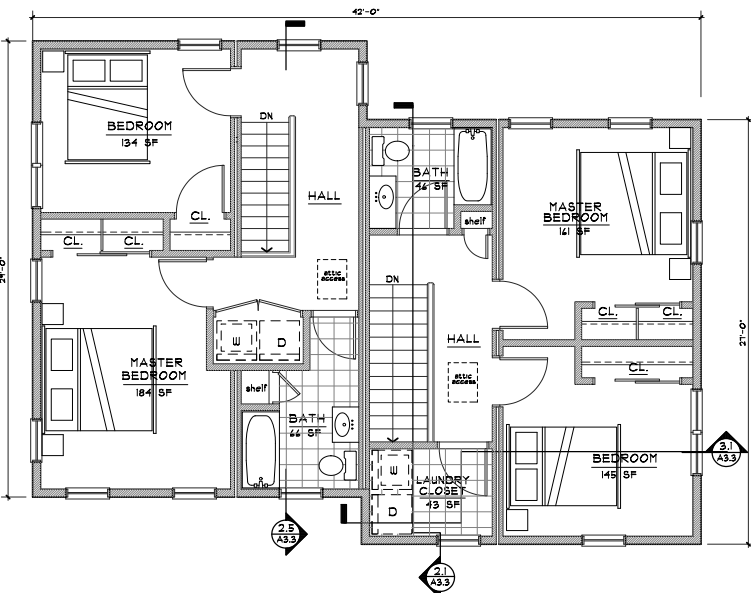 42'-0"
BEDROOM
134 SF
DN
HALL
CL.
CL.
CL.
BATH
46 SF
shelf
MASTER
BEDROOM
161 SF
29'-0"
attic
access
DN
W
D
MASTER
BEDROOM
184 SF
shelf
BATH
66 SF
HALL
attic
access
CL.
CL.
CL.
27'-0"
BEDROOM
145 SF
W
D
LAUNDRY
CLOSET
43 SF
3.1
A3.3
2.5
A3.3
2.1
A3.3